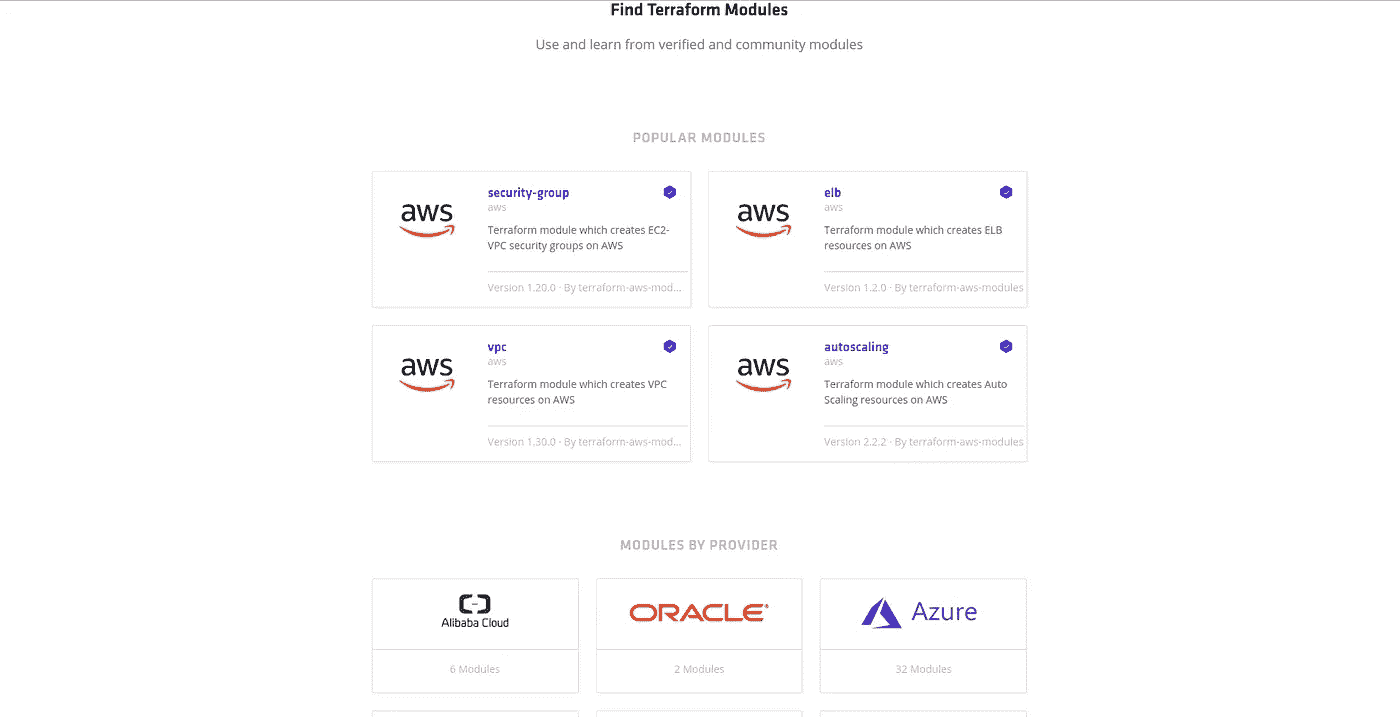 Find Terraform Modules
Use and learn from verified and community modules
POPULAR MODULES
aws
security-group
aws
Terraform module which creates EC2-
VPC security groups on AWS
Version 1.20.0 · By terraform-aws-mod...
aws
elb
aws
Terraform module which creates ELB
resources on AWS
Version 1.2.0 · By terraform-aws-modules
aws
vpc
aws
Terraform module which creates VPC
resources on AWS
Version 1.30.0 · By terraform-aws-mod...
aws
autoscaling
aws
Terraform module which creates Auto
Scaling resources on AWS
Version 2.2.2 · By terraform-aws-modules
MODULES BY PROVIDER
Alibaba Cloud
6 Modules
ORACLE®
2 Modules
Azure
32 Modules